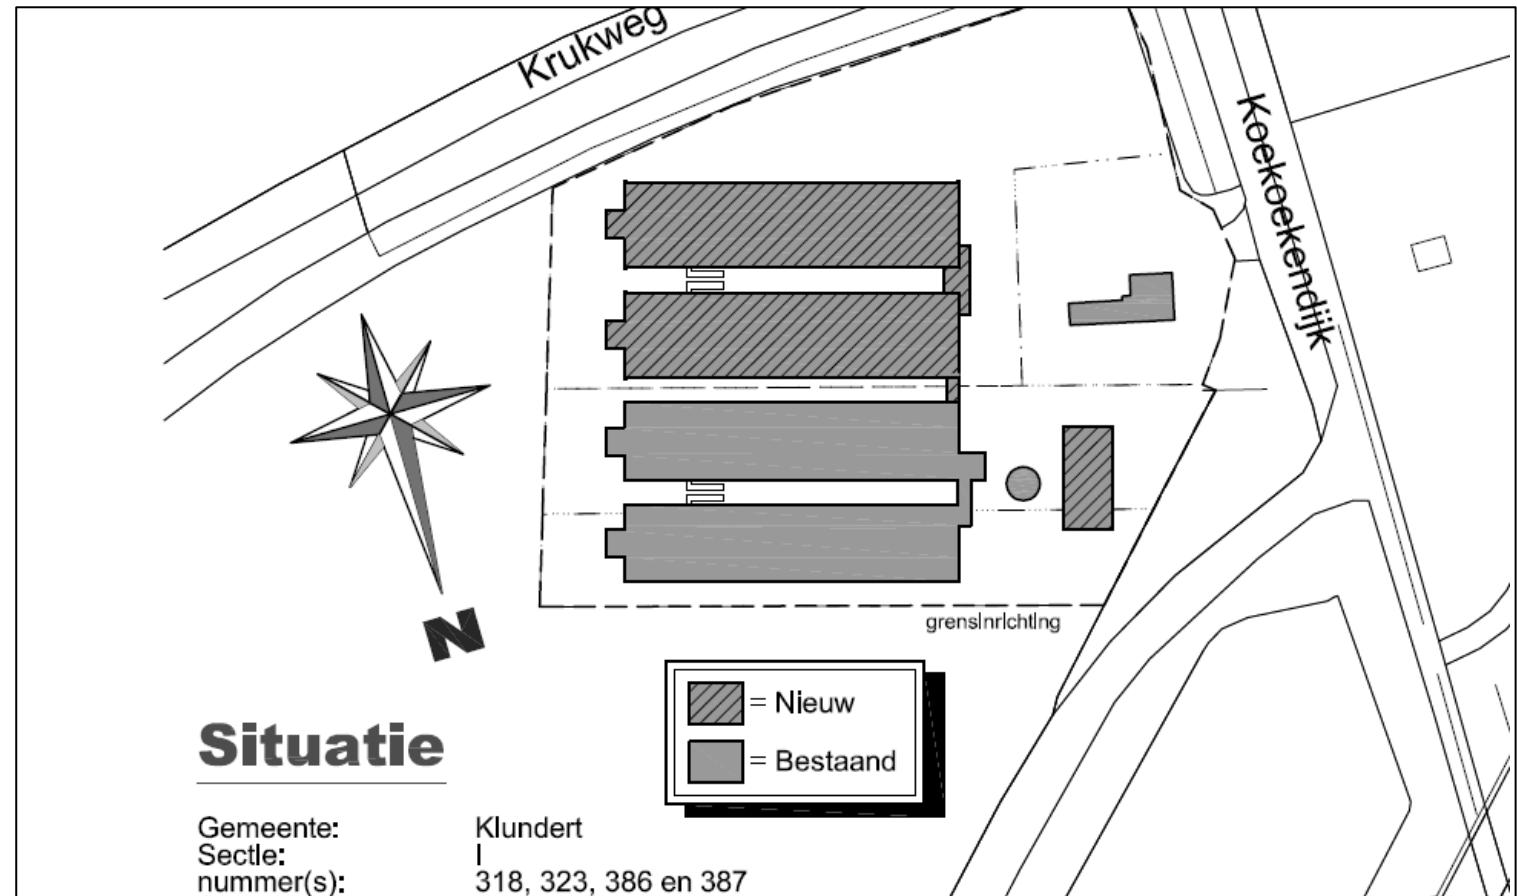 Krukweg
Koekoekendijk
N
grensinrichting
= Nieuw
= Bestaand
Situatie
Gemeente: Klundert
Sectie: I
nummer(s): 318, 323, 386 en 387